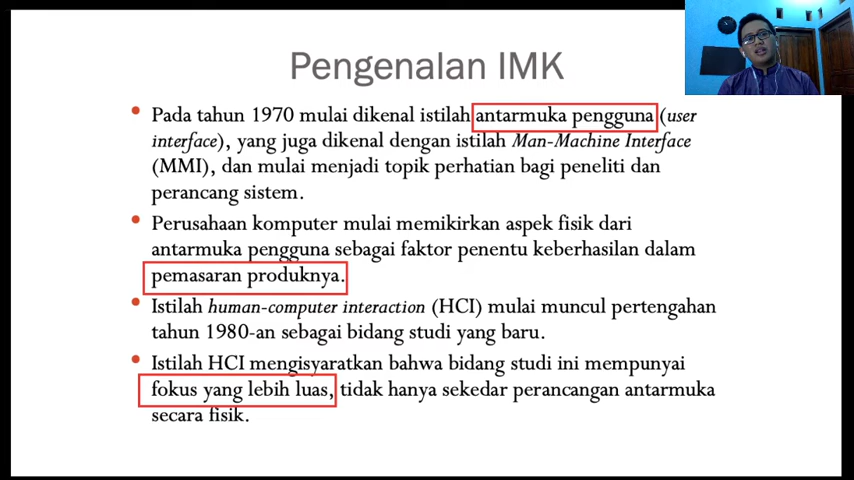 Pengenalan IMK
• Pada tahun 1970 mulai dikenal istilah antarmuka pengguna (user
interface), yang juga dikenal dengan istilah Man-Machine Interface
(MMI), dan mulai menjadi topik perhatian bagi peneliti dan
perancang sistem.
• Perusahaan komputer mulai memikirkan aspek fisik dari
antarmuka pengguna sebagai faktor penentu keberhasilan dalam
pemasaran produknya.
• Istilah human-computer interaction (HCI) mulai muncul pertengahan
tahun 1980-an sebagai bidang studi yang baru.
• Istilah HCI mengisyaratkan bahwa bidang studi ini mempunyai
fokus yang lebih luas, tidak hanya sekedar perancangan antarmuka
secara fisik.